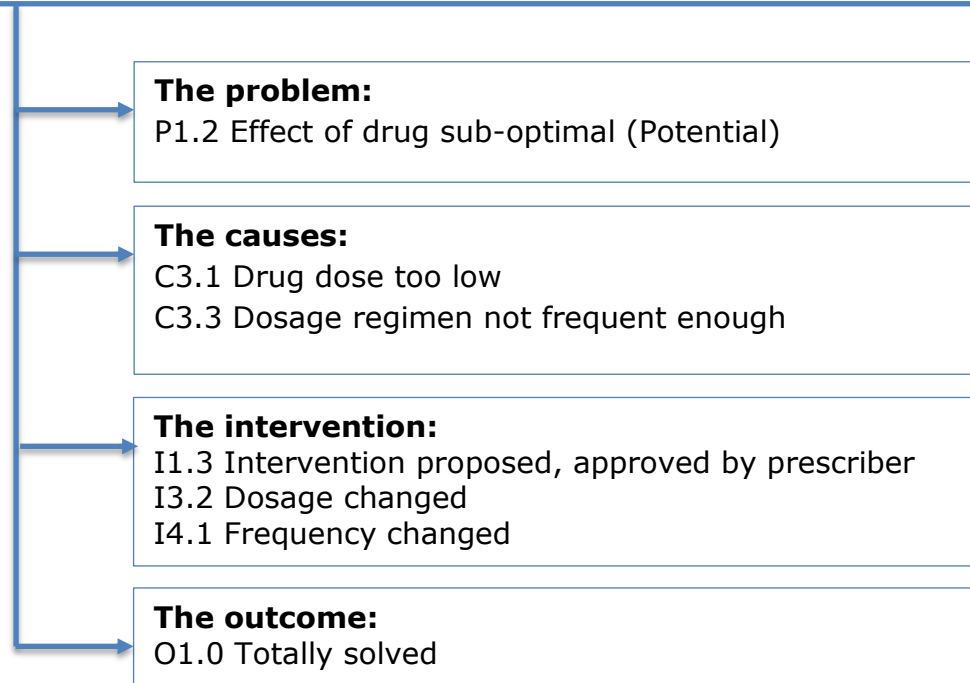 The problem:
P1.2 Effect of drug sub-optimal (Potential)
The causes:
C3.1 Drug dose too low
C3.3 Dosage regimen not frequent enough
The intervention:
I1.3 Intervention proposed, approved by prescriber
I3.2 Dosage changed
I4.1 Frequency changed
The outcome:
O1.0 Totally solved